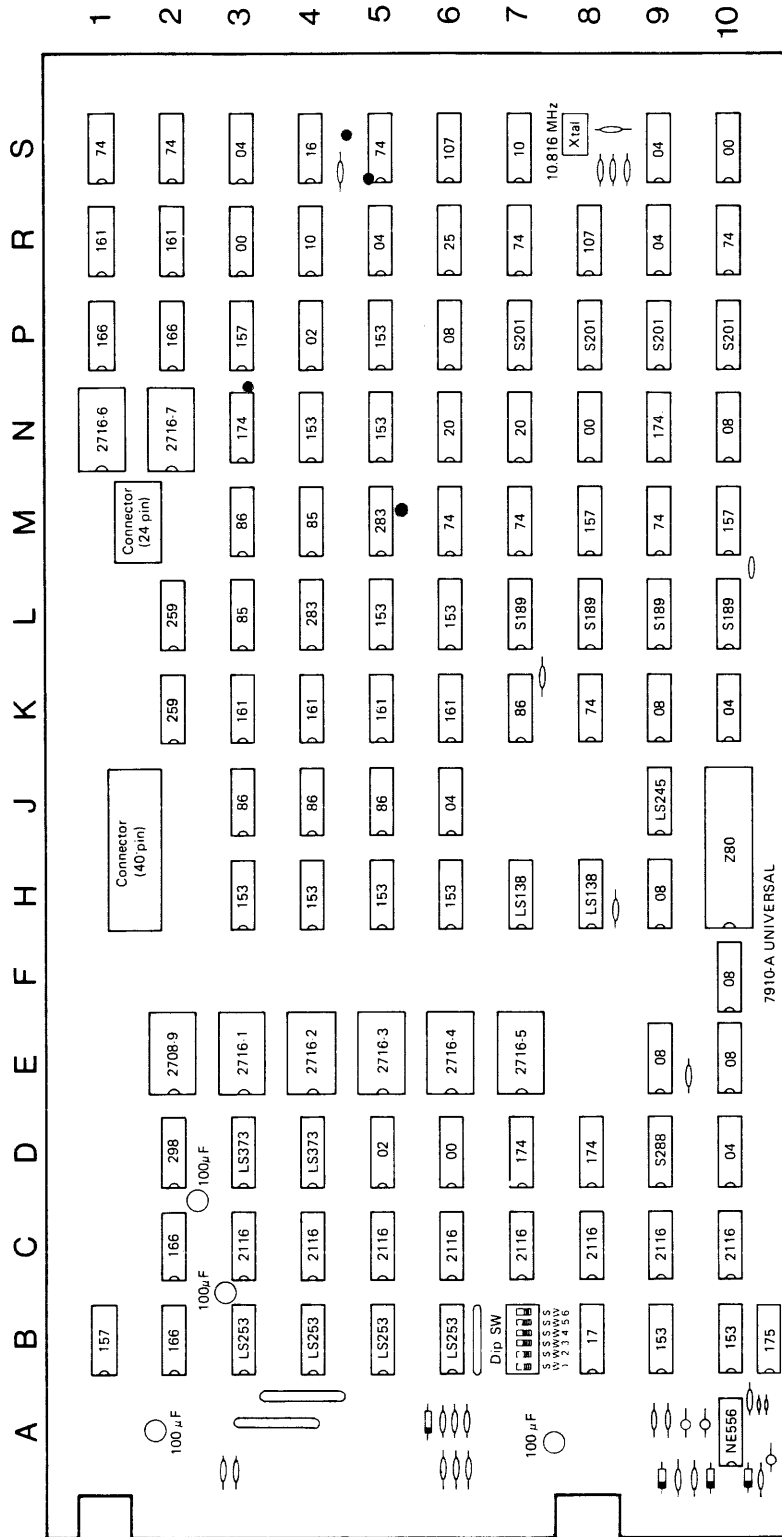 A B C D E F H J K L M N P R S
157 Connector Connector 2716-6 166 161 74 1
(40 pin) (24 pin)
100µF
166 166 298 2708-9 259 259 2716-7 166 161 74 2
100µF 100µF
LS253 2116 LS373 2716-1 153 86 161 85 86 174 157 00 04 3
LS253 2116 LS373 2716-2 153 86 161 283 85 153 02 10 16 4
LS253 2116 02 2716-3 153 86 161 153 283 153 153 04 74 5
LS253 2116 00 2716-4 153 04 161 153 74 20 08 25 107 6
Dip SW
2116 174 2716-5 LS138 86 S189 74 20 S201 74 10 7
100µF
S S S S S S
W W W W W W
1 2 3 4 5 6
10.816 MHz
17 2116 174 LS138 74 S189 157 00 S201 107 Xtal 8
153 2116 S288 08 08 LS245 08 S189 74 174. S201 04 04 9
NE556 153 2116 04 08 08 Z80 04 S189 157 08 S201 74 00 10
175
7910-A UNIVERSAL